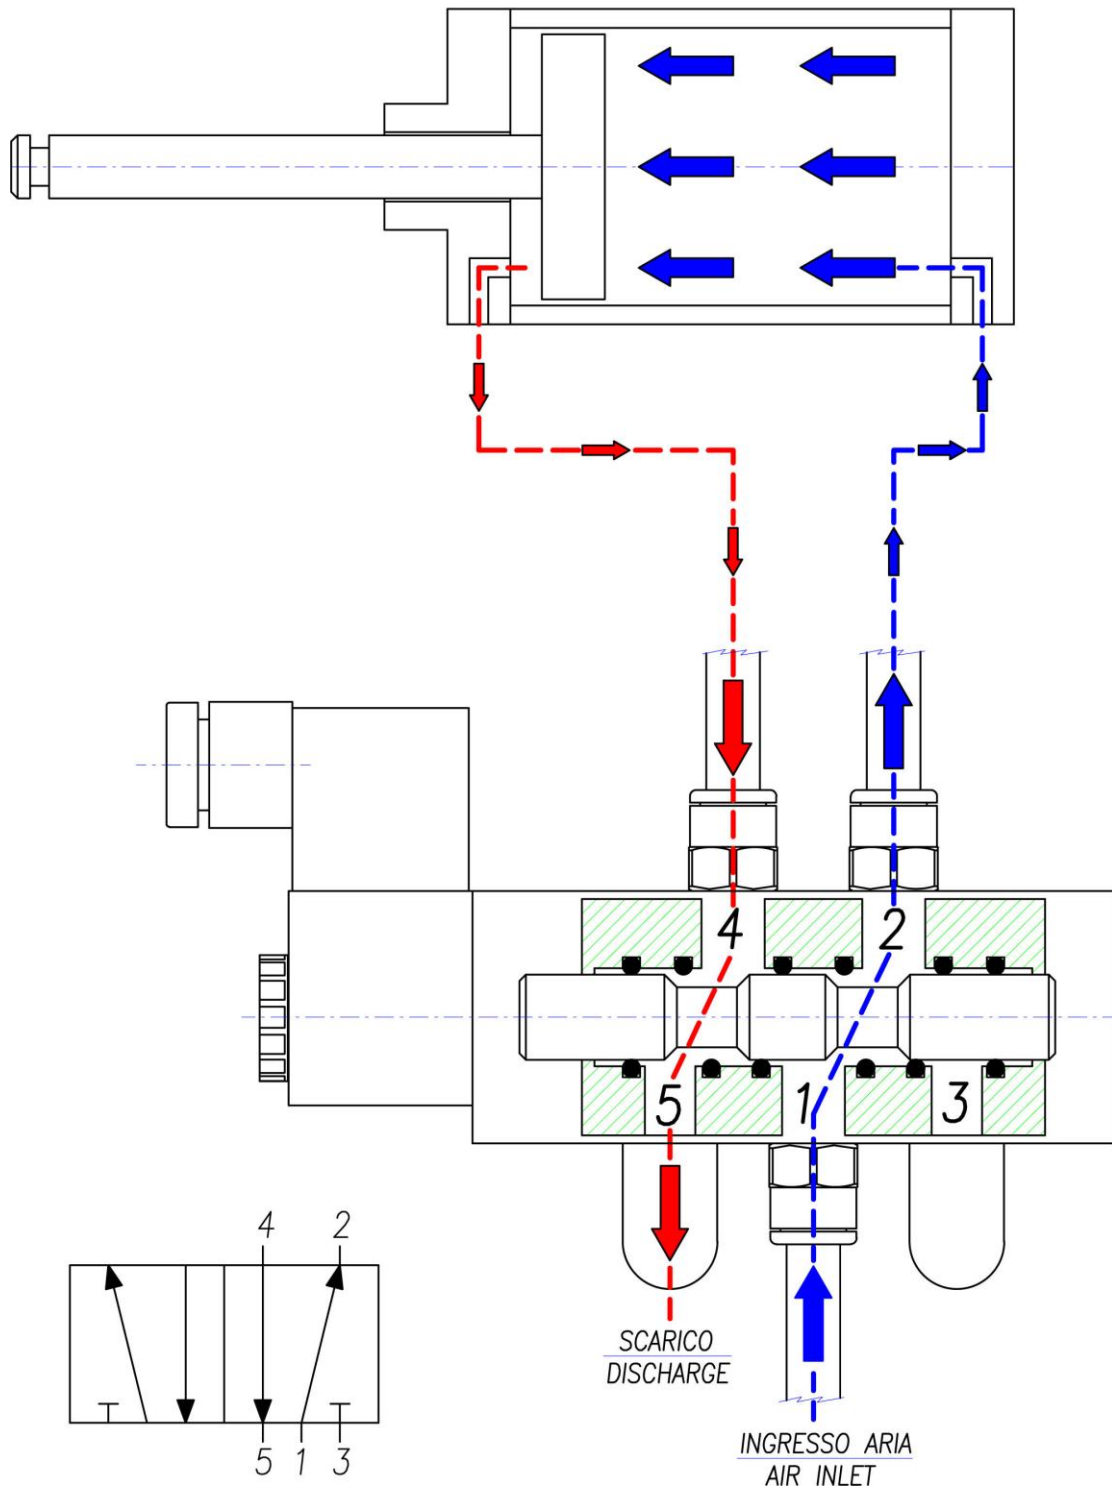 4 2
5 1 3
4 2
5 1 3
SCARICO
DISCHARGE
INGRESSO ARIA
AIR INLET